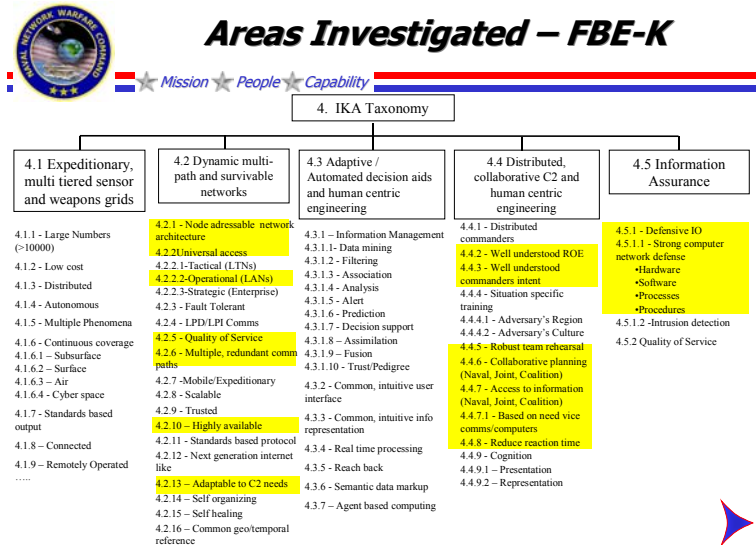 Areas Investigated – FBE-K
NAVAL NETWORK WARFARE
COMMAND
Mission People Capability
4. IKA Taxonomy
4.1 Expeditionary,
multi tiered sensor
and weapons grids
4.1.1 - Large Numbers
(>10000)
4.1.2 - Low cost
4.1.3 - Distributed
4.1.4 - Autonomous
4.1.5 - Multiple Phenomena
4.1.6 - Continuous coverage
4.1.6.1 – Subsurface
4.1.6.2 – Surface
4.1.6.3 – Air
4.1.6.4 - Cyber space
4.1.7 - Standards based
output
4.1.8 – Connected
4.1.9 – Remotely Operated
…..
4.2 Dynamic multi-
path and survivable
networks
4.2.1 - Node adressable network
architecture
4.2.2Universal access
4.2.2.1-Tactical (LTNs)
4.2.2.2-Operational (LANs)
4.2.2.3-Strategic (Enterprise)
4.2.3 - Fault Tolerant
4.2.4 - LPD/LPI Comms
4.2.5 - Quality of Service
4.2.6 - Multiple, redundant comm
paths
4.2.7 -Mobile/Expeditionary
4.2.8 - Scalable
4.2.9 - Trusted
4.2.10 – Highly available
4.2.11 - Standards based protocol
4.2.12 - Next generation internet
like
4.2.13 – Adaptable to C2 needs
4.2.14 – Self organizing
4.2.15 – Self healing
4.2.16 – Common geo/temporal
reference
4.3 Adaptive /
Automated decision aids
and human centric
engineering
4.3.1 – Information Management
4.3.1.1- Data mining
4.3.1.2 - Filtering
4.3.1.3 - Association
4.3.1.4 - Analysis
4.3.1.5 - Alert
4.3.1.6 - Prediction
4.3.1.7 - Decision support
4.3.1.8 – Assimilation
4.3.1.9 – Fusion
4.3.1.10 - Trust/Pedigree
4.3.2 - Common, intuitive user
interface
4.3.3 - Common, intuitive info
representation
4.3.4 - Real time processing
4.3.5 - Reach back
4.3.6 - Semantic data markup
4.3.7 – Agent based computing
4.4 Distributed,
collaborative C2 and
human centric
engineering
4.4.1 - Distributed
commanders
4.4.2 - Well understood ROE
4.4.3 - Well understood
commanders intent
4.4.4 - Situation specific
training
4.4.4.1 - Adversary's Region
4.4.4.2 - Adversary's Culture
4.4.5 - Robust team rehearsal
4.4.6 - Collaborative planning
(Naval, Joint, Coalition)
4.4.7 - Access to information
(Naval, Joint, Coalition)
4.4.7.1 - Based on need vice
comms/computers
4.4.8 - Reduce reaction time
4.4.9 - Cognition
4.4.9.1 – Presentation
4.4.9.2 – Representation
4.5 Information
Assurance
4.5.1 - Defensive IO
4.5.1.1 - Strong computer
network defense
•Hardware
•Software
•Processes
•Procedures
4.5.1.2 -Intrusion detection
4.5.2 Quality of Service